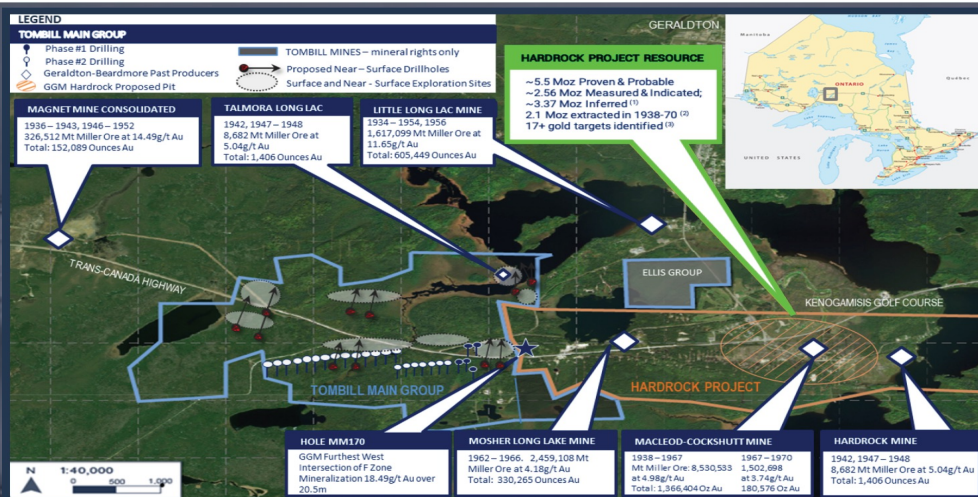 LEGEND
TOMBILL MAIN GROUP
Phase #1 Drilling
Phase #2 Drilling
Geraldton-Beardmore Past Producers
GGM Hardrock Proposed Pit
TOMBILL MINES – mineral rights only
Proposed Near – Surface Drillholes
Surface and Near - Surface Exploration Sites
GERALDTON
HARDROCK PROJECT RESOURCE
~5.5 Moz Proven & Probable
~2.56 Moz Measured & Indicated;
~3.37 Moz Inferred (1)
2.1 Moz extracted in 1938-70 (2)
17+ gold targets identified (3)
Manitoba
ONTARIO
Québec
UNITED STATES
MAGNET MINE CONSOLIDATED
1936 – 1943, 1946 – 1952
326,512 Mt Miller Ore at 14.49g/t Au
Total: 152,089 Ounces Au
TALMORA LONG LAC
1942, 1947 – 1948
8,682 Mt Miller Ore at
5.04g/t Au
Total: 1,406 Ounces Au
LITTLE LONG LAC MINE
1934 – 1954, 1956
1,617,099 Mt Miller Ore at
11.65g/t Au
Total: 605,449 Ounces Au
TRANS-CANADA HIGHWAY
ELLIS GROUP
KENOGAMISIS GOLF COURSE
TOMBILL MAIN GROUP
HARDROCK PROJECT
N
1:40,000
0 500 1,000
HOLE MM170
GGM Furthest West
Intersection of F Zone
Mineralization 18.49g/t Au over
20.5m
MOSHER LONG LAKE MINE
1962 – 1966. 2,459,108 Mt
Miller Ore at 4.18g/t Au
Total: 330,265 Ounces Au
MACLEOD-COCKSHUTT MINE
1938 – 1967
Mt Miller Ore: 8,530,533
at 4.98g/t Au
Total: 1,366,404 Oz Au
1967 – 1970
1,502,698
at 3.74g/t Au
180,576 Oz Au
HARDROCK MINE
1942, 1947 – 1948
8,682 Mt Miller Ore at 5.04g/t Au
Total: 1,406 Ounces Au